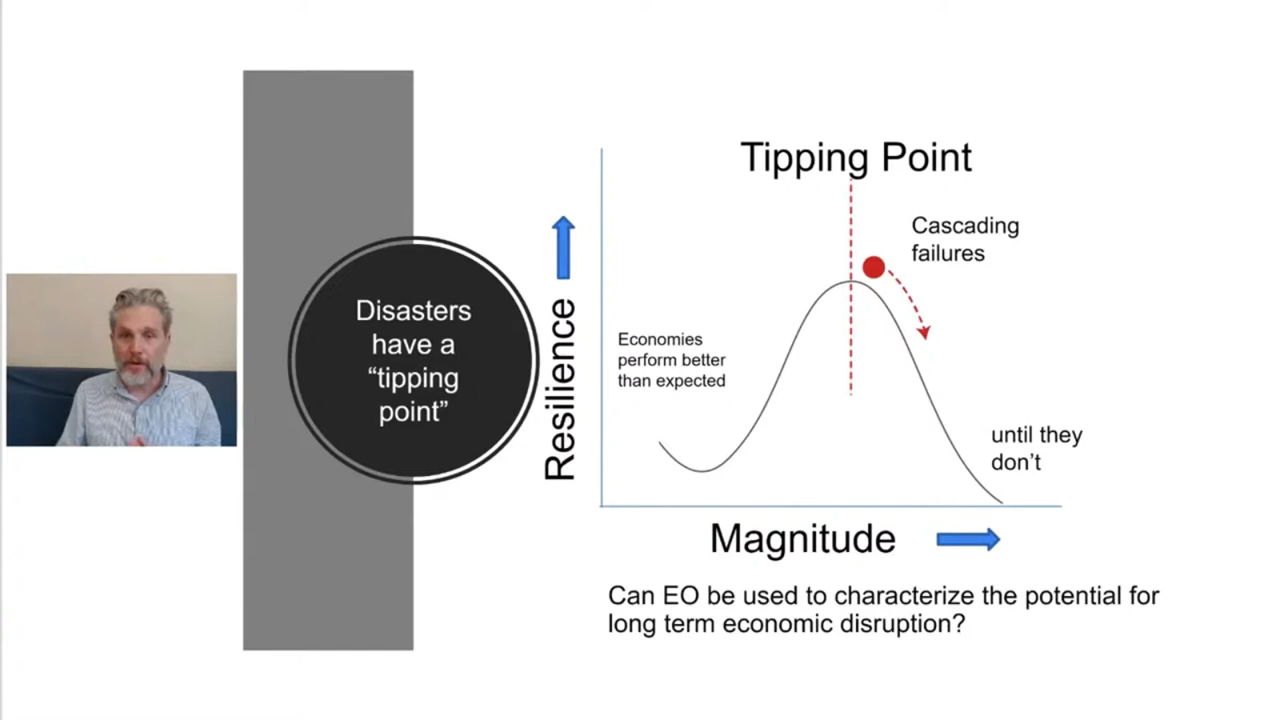 Disasters
have a
“tipping
point”
Resilience
Tipping Point
Cascading
failures
Economies
perform better
than expected
until they
don’t
Magnitude
Can EO be used to characterize the potential for
long term economic disruption?